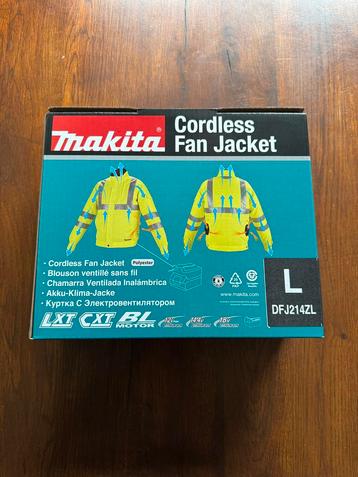 makita
Cordless
Fan Jacket
• Cordless Fan Jacket
Polyester
• Blouson ventillé sans fil
• Chamarra Ventilada Inalámbrica
• Akku-Klima-Jacke
• Куртка С Электровентилятором
LXT CXT BL
MOTOR
PAP
www.makita.com
L
DFJ214ZL